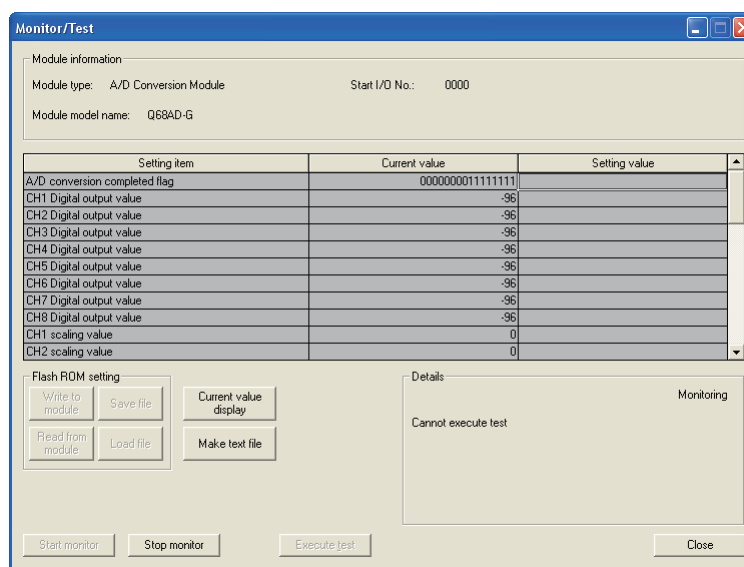 Monitor/Test
Module information
Module type: A/D Conversion Module Start I/O No.: 0000
Module model name: Q68AD-G
Setting item Current value Setting value
A/D conversion completed flag 0000000011111111
CH1 Digital output value -96
CH2 Digital output value -96
CH3 Digital output value -96
CH4 Digital output value -96
CH5 Digital output value -96
CH6 Digital output value -96
CH7 Digital output value -96
CH8 Digital output value -96
CH1 scaling value 0
CH2 scaling value 0
Flash ROM setting
Write to
module
Save file
Read from
module
Load file
Current value
display
Make text file
Details
Monitoring
Cannot execute test
Start monitor Stop monitor Execute test Close